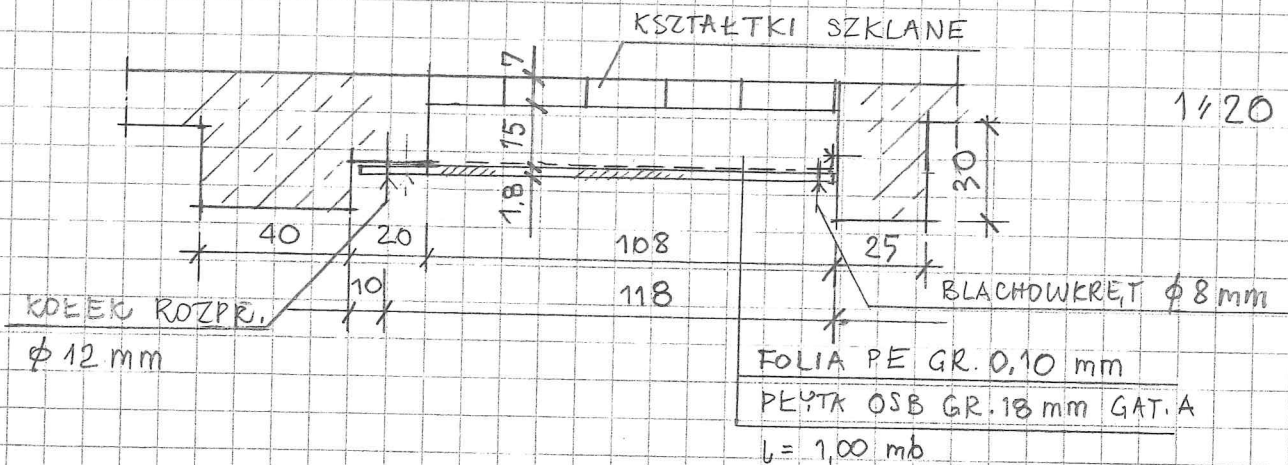 KSZTAŁTKI SZKLANE
7
1:20
15
30
1,8
40
20
108
25
10
118
BLACHOWKRĘT ϕ 8 mm
KOŁEK ROZPR.
ϕ 12 mm
FOLIA PE GR. 0,10 mm
PŁYTA OSB GR. 18 mm GAT. A
l = 1,00 mb